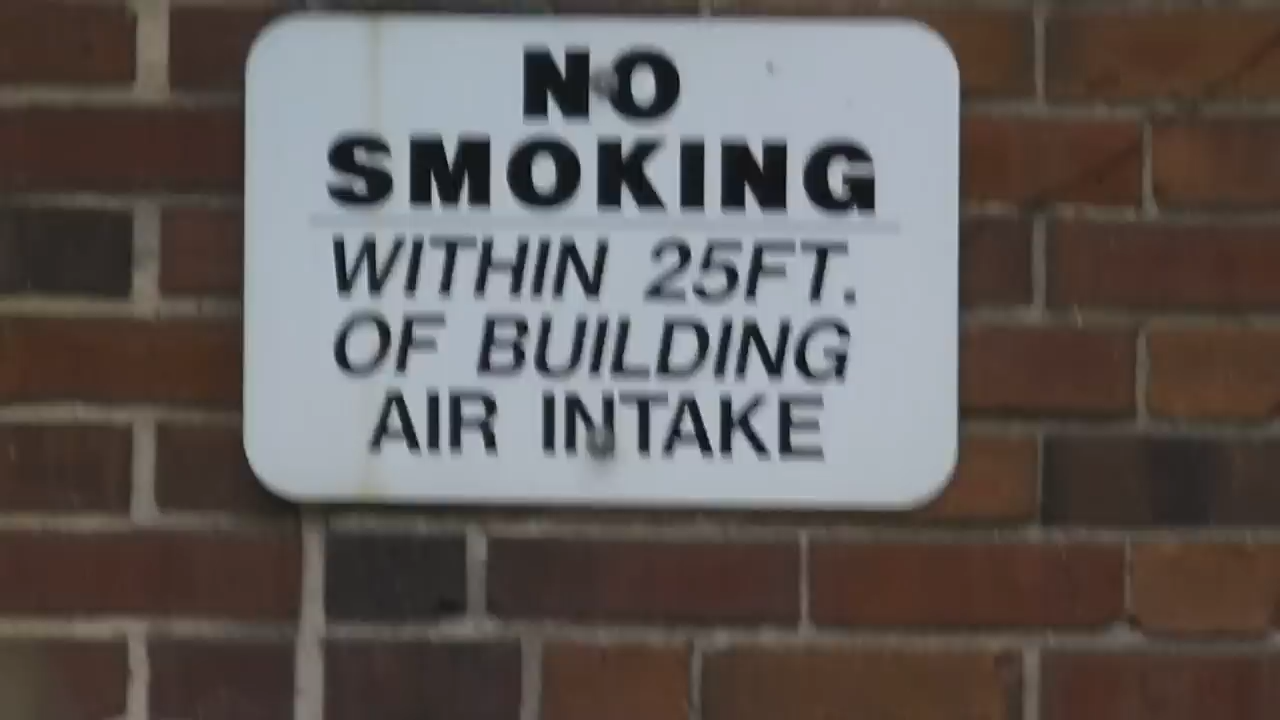 NO
SMOKING
WITHIN 25FT.
OF BUILDING
AIR INTAKE